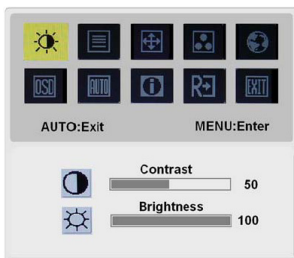 OSD AUTO i R EXIT
AUTO:Exit MENU:Enter
Contrast
50
Brightness
100